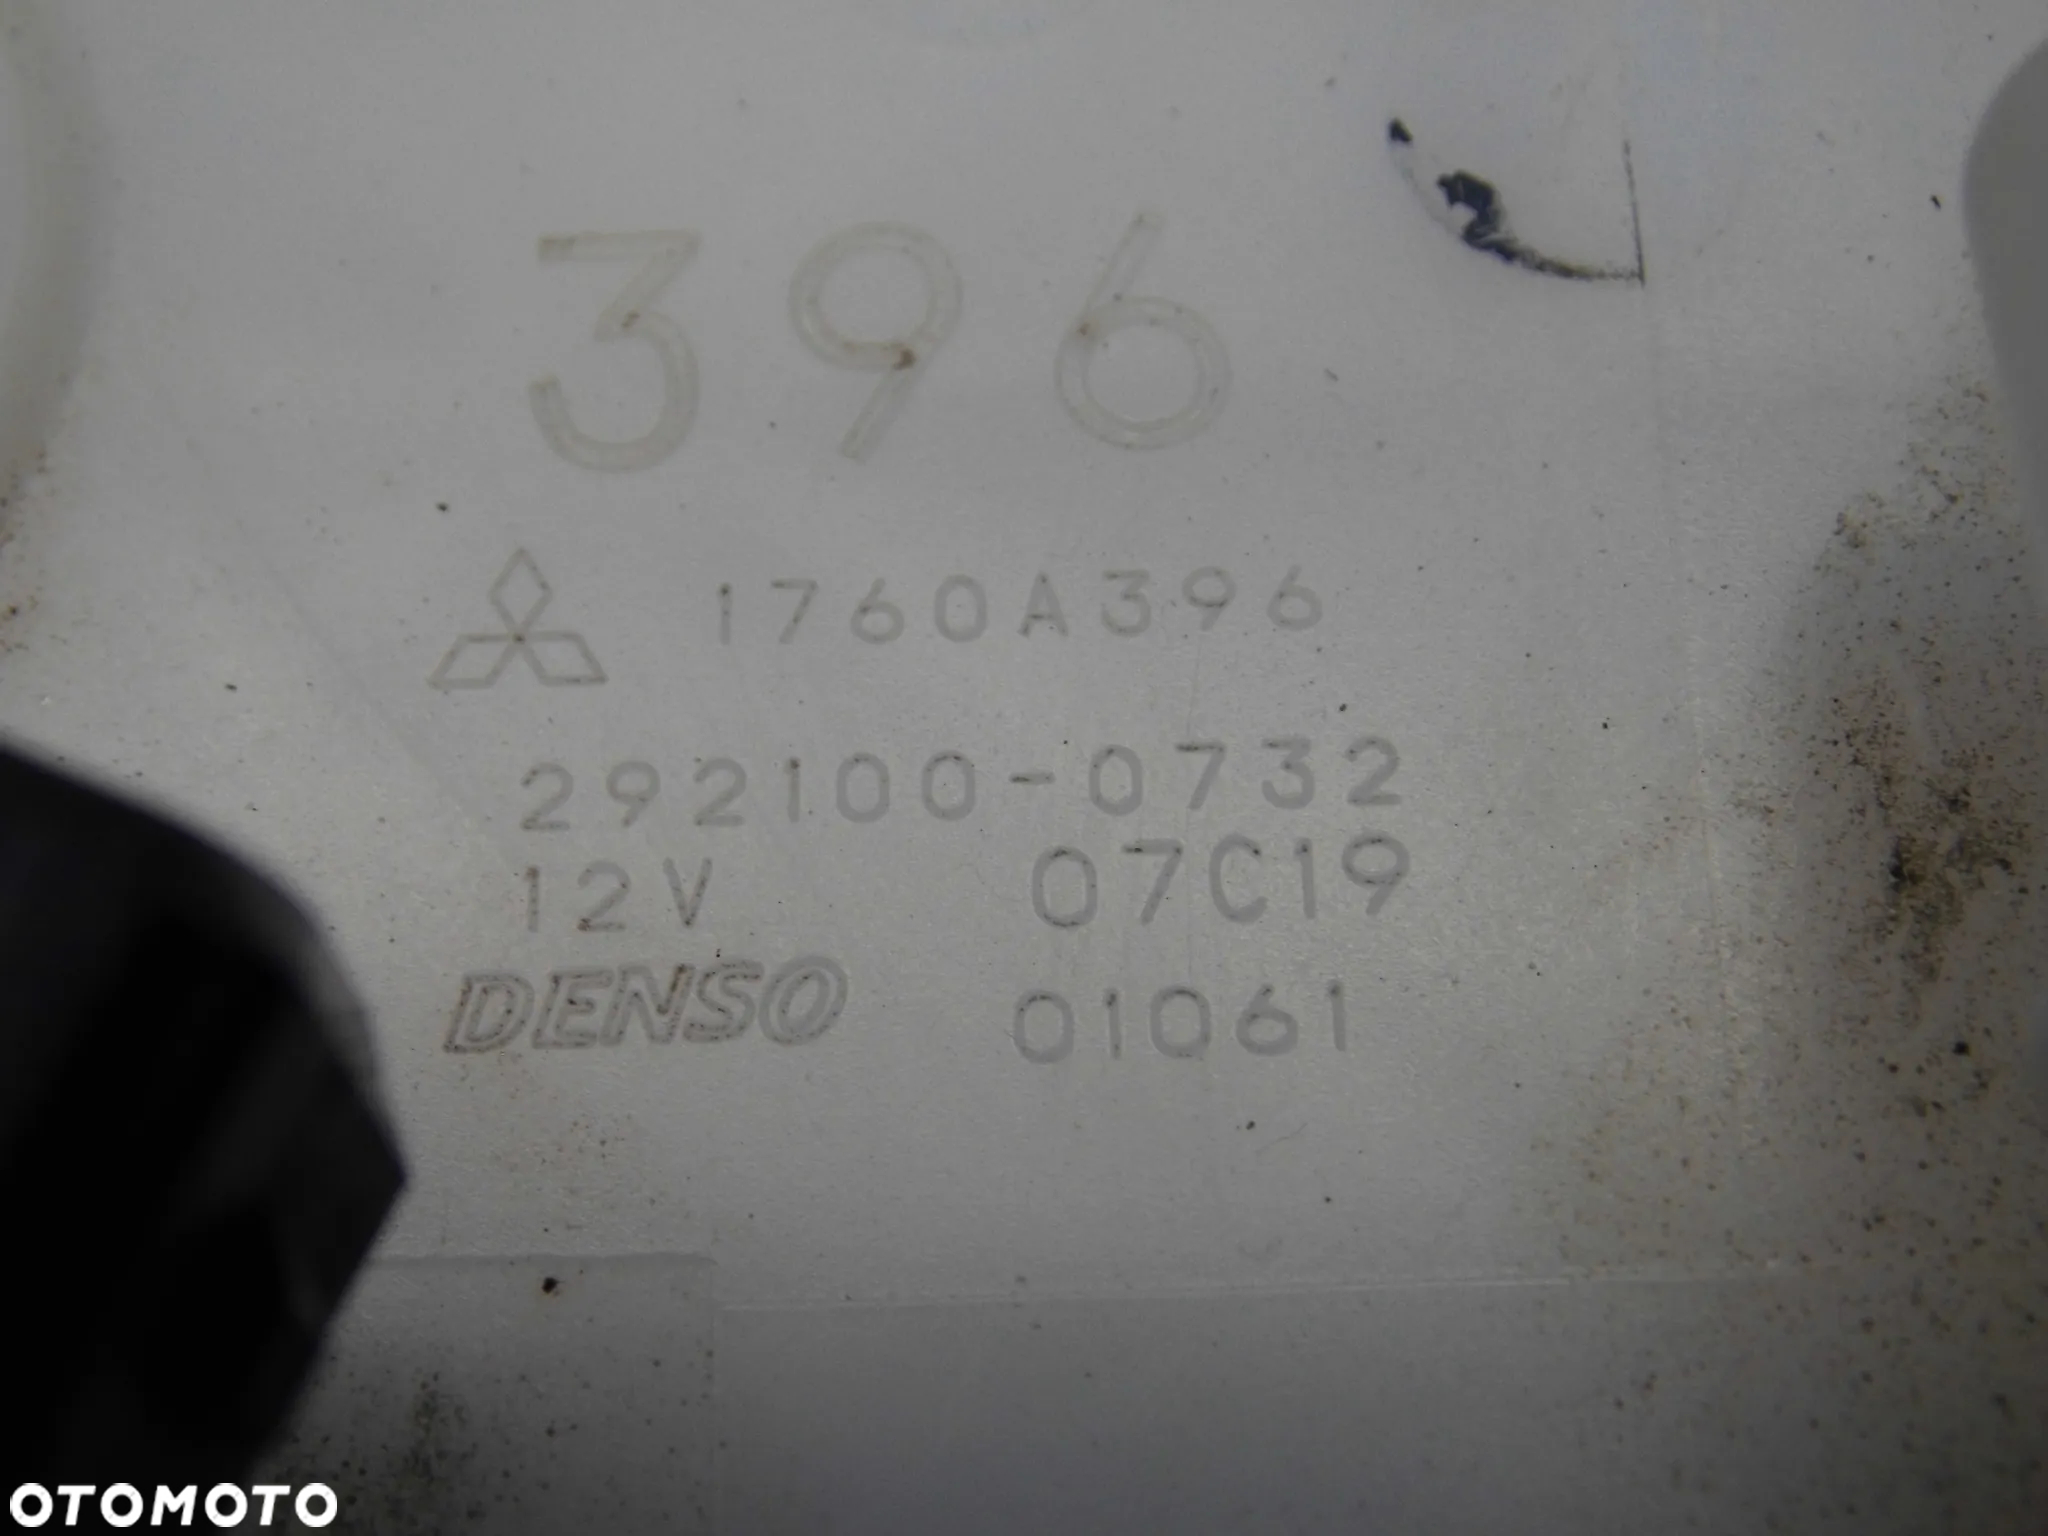 396
1760A396
292100-0732
12V 07C19
DENSO 01061
OTOMOTO